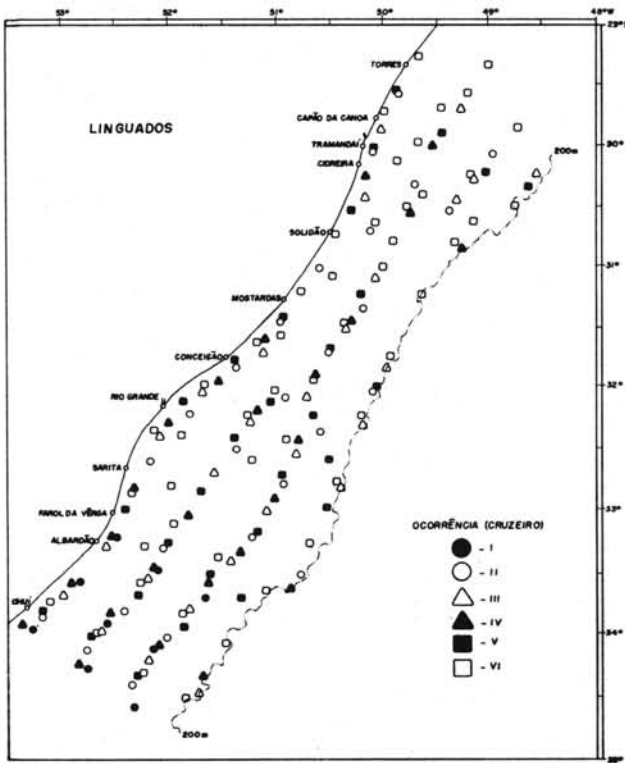 53° 52° 51° 50° 49° 48°W
29°
TORRES
LINGUADOS
CAPÃO DA CANOA
TRAMANDAÍ
30°
CIDREIRA
200m
SOLIDÃO
31°
MOSTARDAS
CONCEIÇÃO
32°
RIO GRANDE
SARITA
33°
FAROL DA VERGA
OCORRÊNCIA (CRUZEIRO)
ALBARDÃO
- I
- II
CHUÍ
- III
34°
- IV
- V
- VI
200m